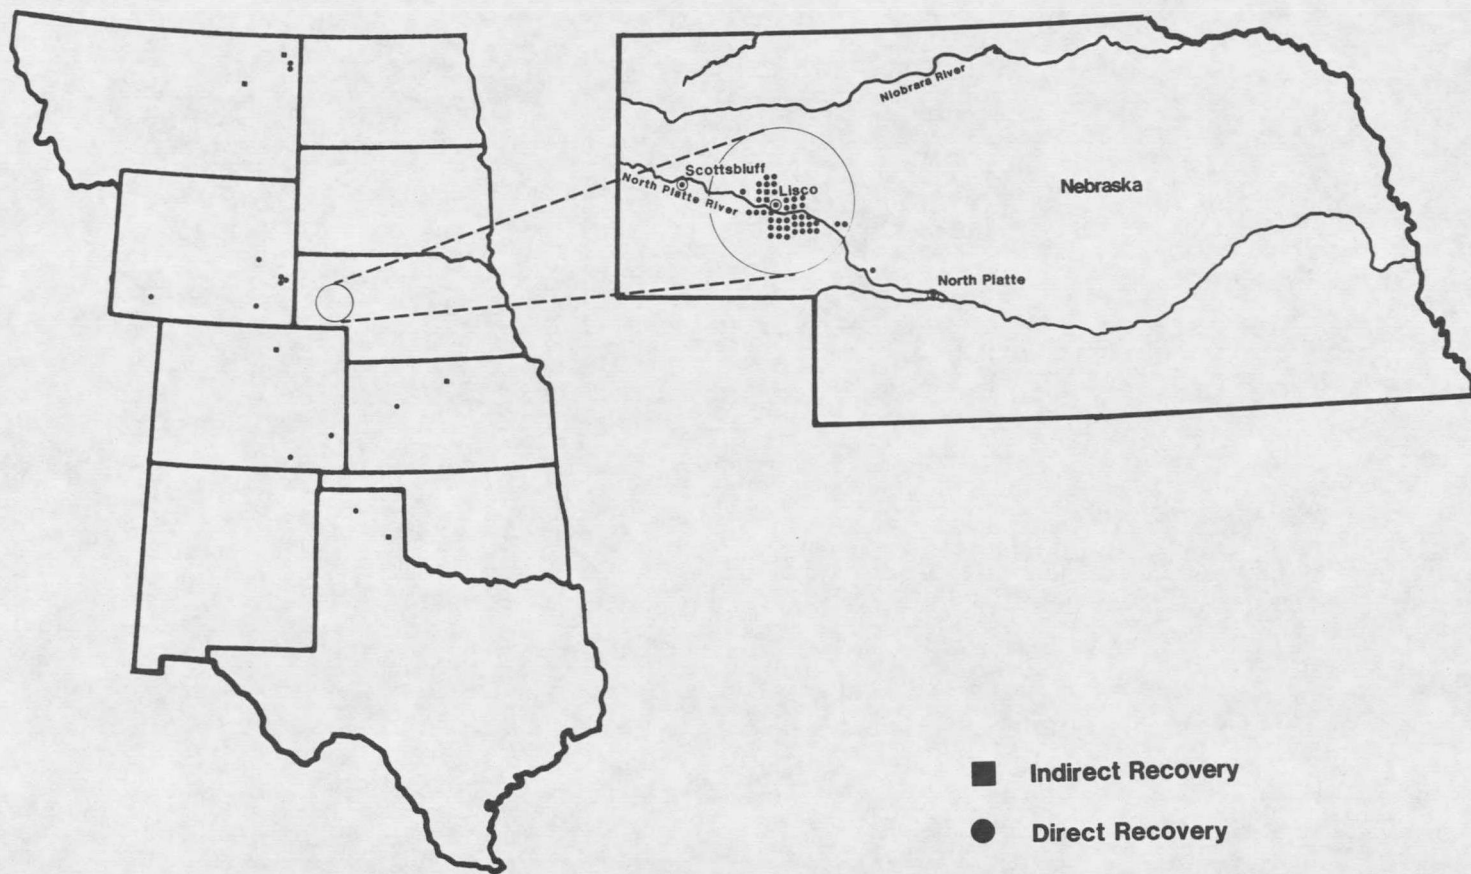 Niobrara River
Scottsbluff
North Platte River
Lisco
Nebraska
North Platte
Indirect Recovery
Direct Recovery